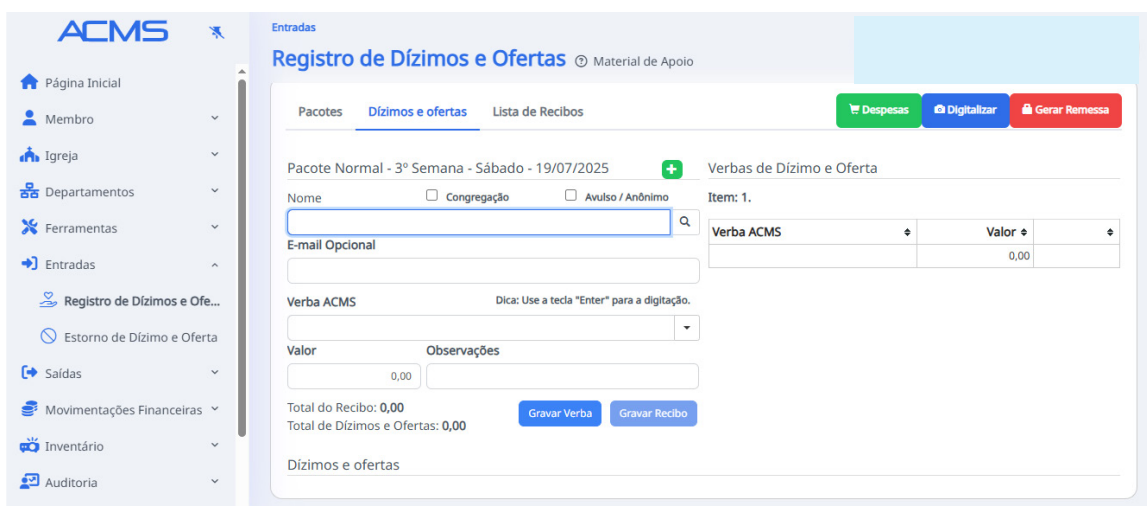 ACMS
Página Inicial
Membro
Igreja
Departamentos
Ferramentas
Entradas
Registro de Dízimos e Ofe...
Estorno de Dízimo e Oferta
Saídas
Movimentações Financeiras
Inventário
Auditoria
Entradas
Registro de Dízimos e Ofertas ? Material de Apoio
Pacotes Dízimos e ofertas Lista de Recibos
Despesas Digitalizar Gerar Remessa
Pacote Normal - 3º Semana - Sábado - 19/07/2025
Nome Congregação Avulso / Anônimo
E-mail Opcional
Verba ACMS Dica: Use a tecla "Enter" para a digitação.
Valor Observações
0,00
Total do Recibo: 0,00
Total de Dízimos e Ofertas: 0,00
Gravar Verba Gravar Recibo
Dízimos e ofertas
Verbas de Dízimo e Oferta
Item: 1.
Verba ACMS Valor
0,00